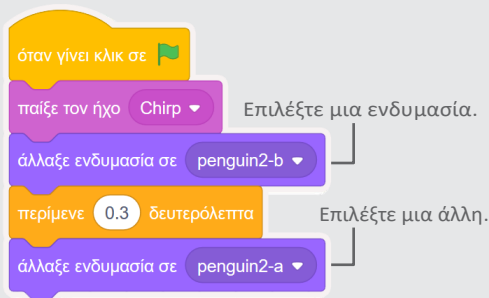 όταν γίνει κλικ σε
παίξε τον ήχο Chirp
Επιλέξτε μια ενδυμασία.
άλλαξε ενδυμασία σε penguin2-b
περίμενε 0.3 δευτερόλεπτα
Επιλέξτε μια άλλη.
άλλαξε ενδυμασία σε penguin2-a